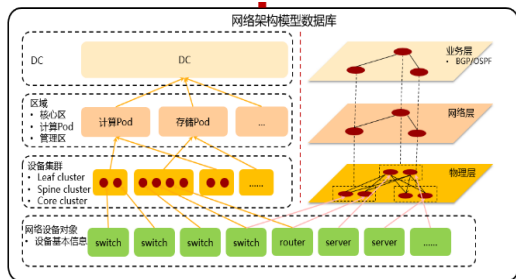 网络架构模型数据库
DC
DC
区域
• 核心区
• 计算Pod
• 管理区
计算Pod
存储Pod
...
设备集群
• Leaf cluster
• Spine cluster
• Core cluster
......
网络设备对象
• 设备基本信息
switch
switch
switch
switch
router
server
server
......
业务层
• BGP/OSPF
网络层
物理层